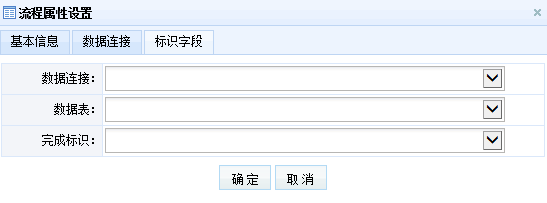 流程属性设置
基本信息 数据连接 标识字段
数据连接：
数据表：
完成标识：
确 定 取 消